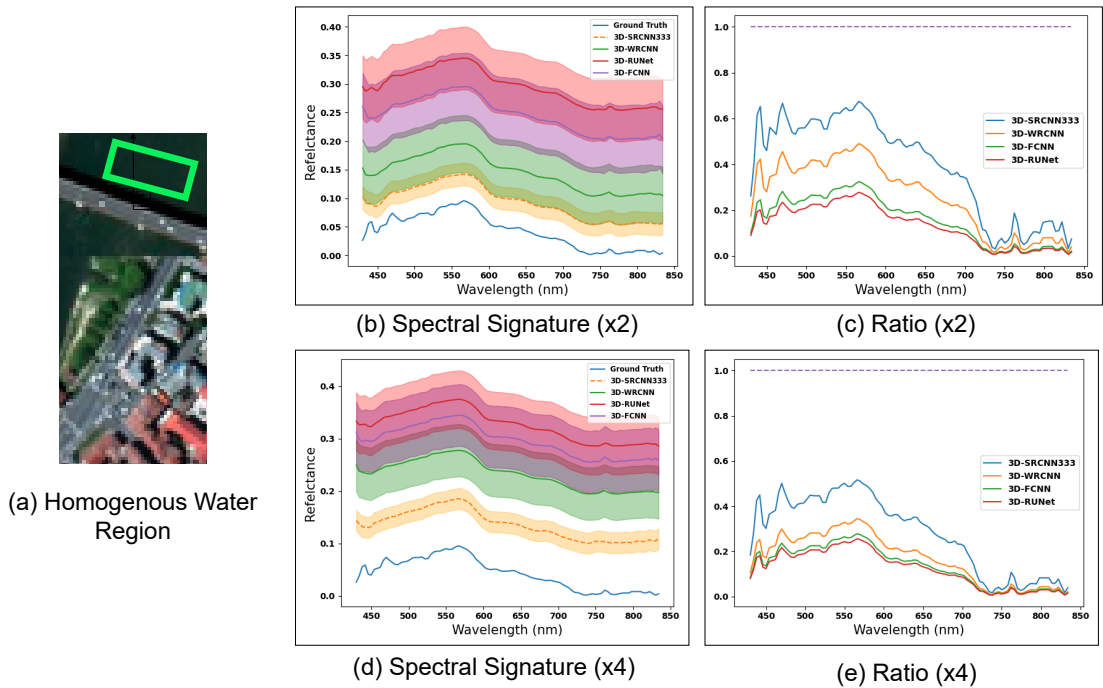 0.40
0.35
0.30
0.25
0.20
0.15
0.10
0.05
0.00
Refelctance
450 500 550 600 650 700 750 800 850
Wavelength (nm)
Ground Truth
3D-SRCNN333
3D-WRCNN
3D-RUNet
3D-FCNN
(b) Spectral Signature (x2)
1.0
0.8
0.6
0.4
0.2
0.0
450 500 550 600 650 700 750 800 850
Wavelength (nm)
3D-SRCNN333
3D-WRCNN
3D-FCNN
3D-RUNet
(c) Ratio (x2)
(a) Homogenous Water
Region
0.4
0.3
0.2
0.1
0.0
Refelctance
450 500 550 600 650 700 750 800 850
Wavelength (nm)
Ground Truth
3D-SRCNN333
3D-WRCNN
3D-RUNet
3D-FCNN
(d) Spectral Signature (x4)
1.0
0.8
0.6
0.4
0.2
0.0
450 500 550 600 650 700 750 800 850
Wavelength (nm)
3D-SRCNN333
3D-WRCNN
3D-FCNN
3D-RUNet
(e) Ratio (x4)